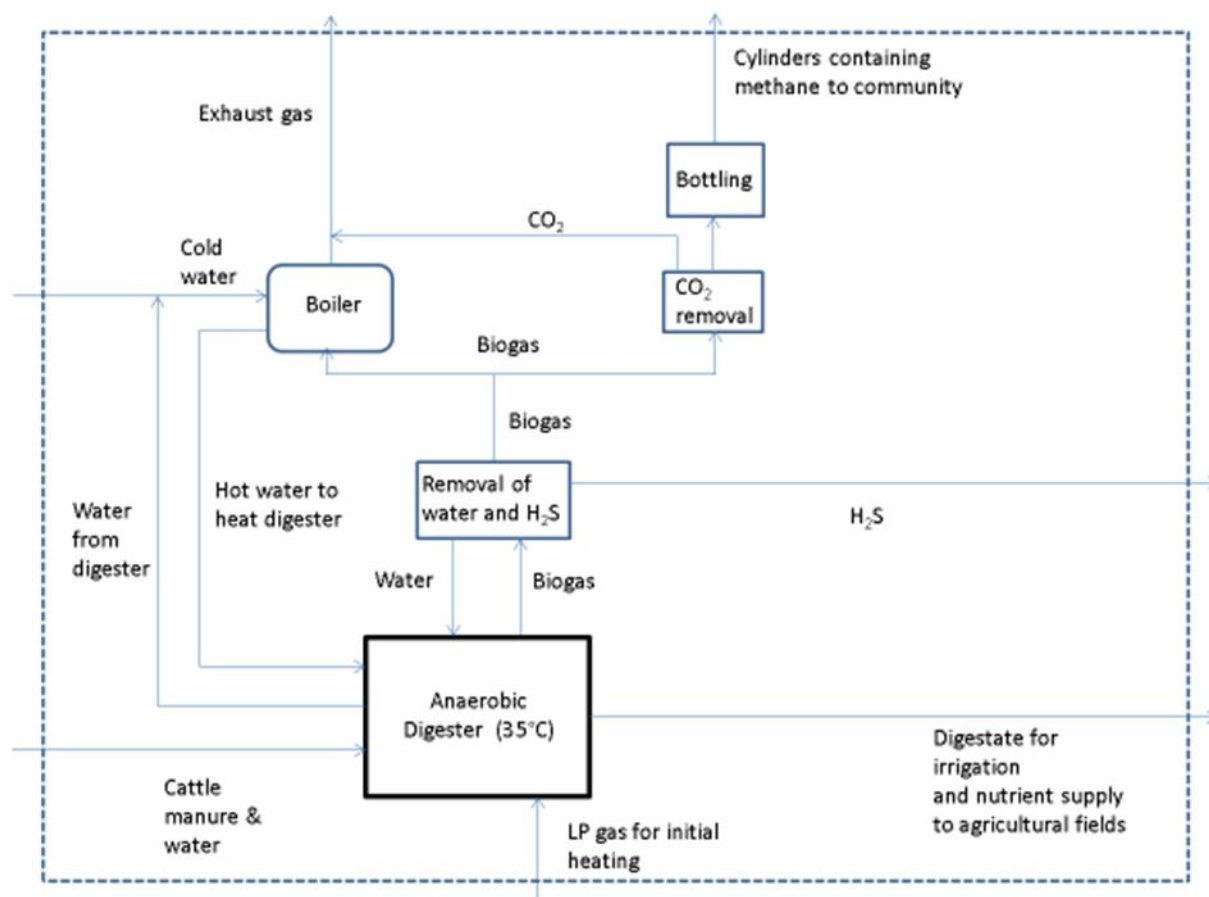 Cylinders containing
methane to community
Exhaust gas
Bottling
CO₂
Cold
water
Boiler
CO₂
removal
Biogas
Biogas
Removal of
water and H₂S
Hot water to
heat digester
Water
from
digester
H₂S
Water
Biogas
Anaerobic
Digester (35°C)
Digestate for
irrigation
and nutrient supply
to agricultural fields
Cattle
manure &
water
LP gas for initial
heating